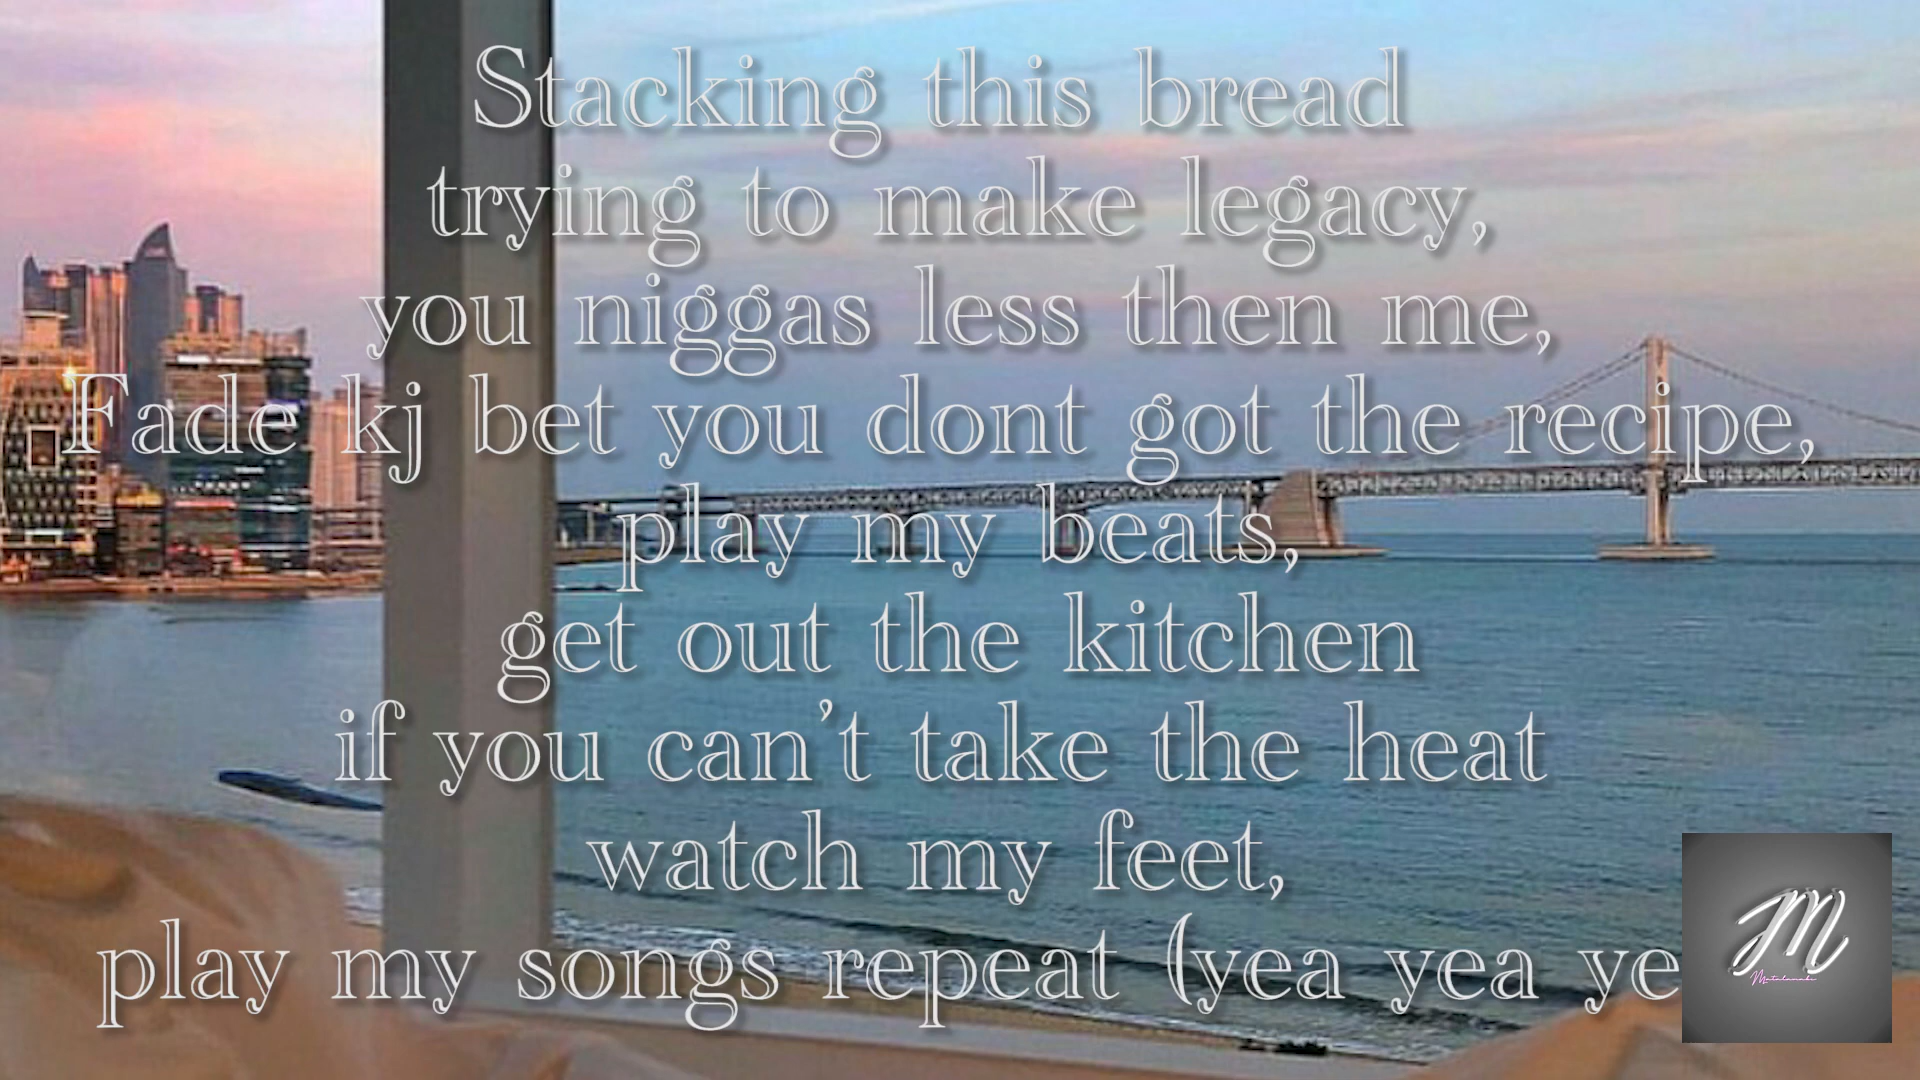 Stacking this bread
trying to make legacy,
you niggas less then me,
Fade kj bet you dont got the recipe,
play my beats,
get out the kitchen
if you can't take the heat
watch my feet,
play my songs repeat (yea yea ye
M